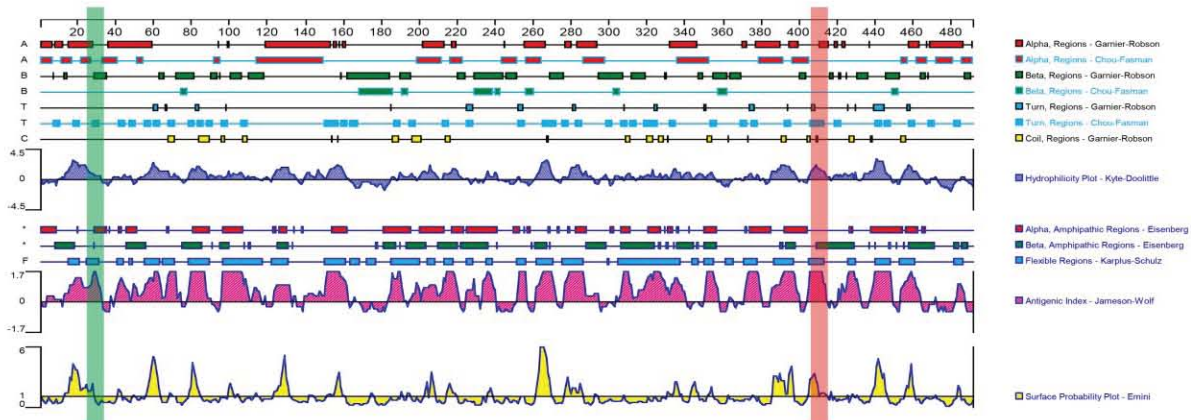 20 40 60 80 100 120 140 160 180 200 220 240 260 280 300 320 340 360 380 400 420 440 460 480
A Alpha, Regions - Garnier-Robson
A Alpha, Regions - Chou-Fasman
B Beta, Regions - Garnier-Robson
B Beta, Regions - Chou-Fasman
T Turn, Regions - Garnier-Robson
T Turn, Regions - Chou-Fasman
C Coil, Regions - Garnier-Robson
4.5
0 Hydrophilicity Plot - Kyte-Doolittle
-4.5
* Alpha, Amphipathic Regions - Eisenberg
* Beta, Amphipathic Regions - Eisenberg
F Flexible Regions - Karplus-Schulz
1.7
0 Antigenic Index - Jameson-Wolf
-1.7
6
1 Surface Probability Plot - Emini
0